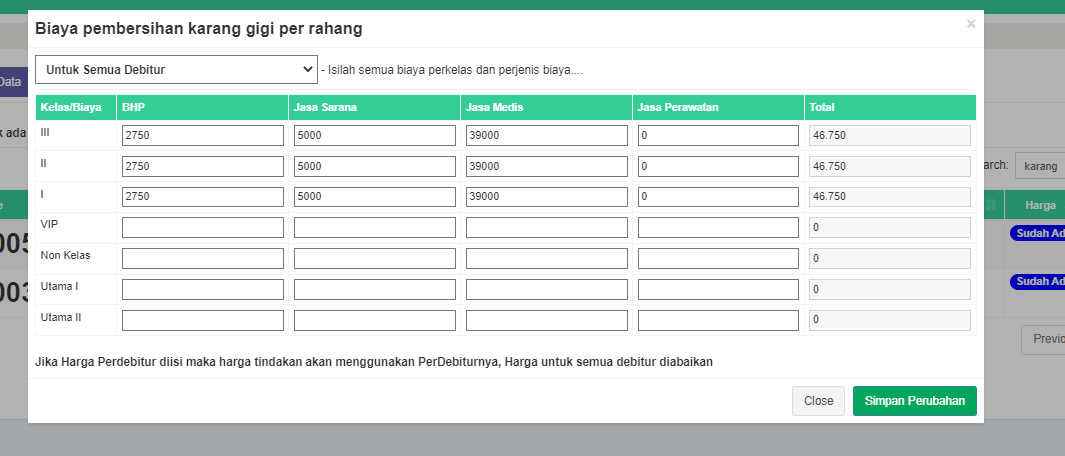 Biaya pembersihan karang gigi per rahang ×
Untuk Semua Debitur - Isilah semua biaya perkelas dan perjenis biaya....
Data
Kelas/Biaya BHP Jasa Sarana Jasa Medis Jasa Perawatan Total
III 2750 5000 39000 0 46.750
II 2750 5000 39000 0 46.750
I 2750 5000 39000 0 46.750
VIP 0
Non Kelas 0
Utama I 0
Utama II 0
k ada
arch: karang
e Harga
005 Sudah Ad
003 Sudah Ad
Previo
Jika Harga Perdebitur diisi maka harga tindakan akan menggunakan PerDebiturnya, Harga untuk semua debitur diabaikan
Close Simpan Perubahan